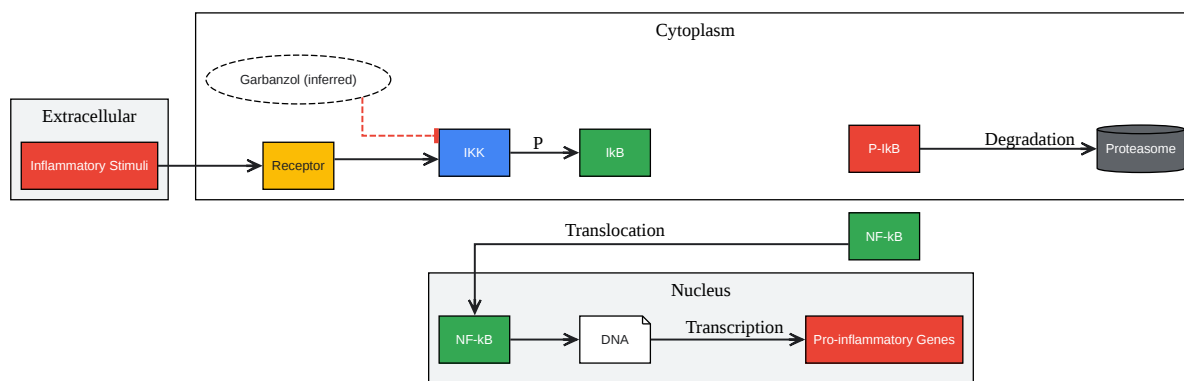 Cytoplasm
Garbanzol (inferred)
Extracellular
Inflammatory Stimuli
Receptor
IKK
P
IkB
P-IkB
Degradation
Proteasome
Translocation
NF-kB
Nucleus
NF-kB
DNA
Transcription
Pro-inflammatory Genes